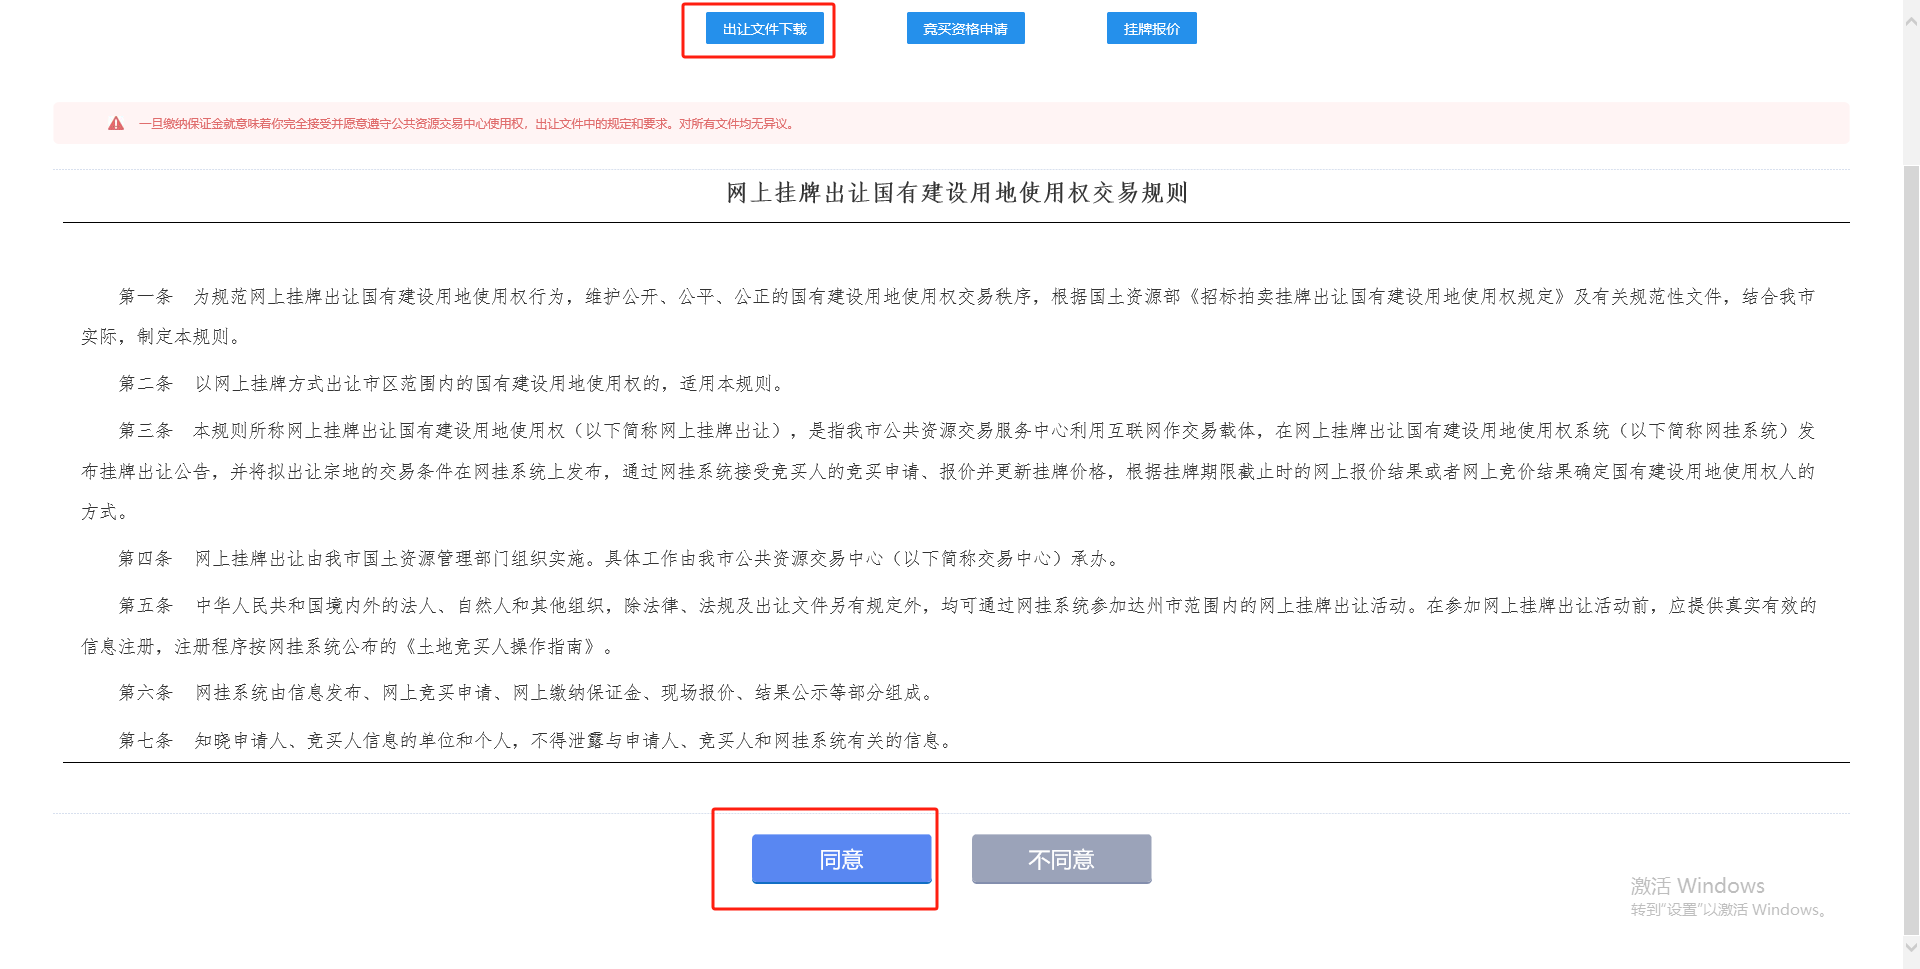 出让文件下载 竞买资格申请 挂牌报价
一旦缴纳保证金就意味着你完全接受并愿意遵守公共资源交易中心使用权，出让文件中的规定和要求。对所有文件均无异议。
网上挂牌出让国有建设用地使用权交易规则
第一条 为规范网上挂牌出让国有建设用地使用权行为，维护公开、公平、公正的国有建设用地使用权交易秩序，根据国土资源部《招标拍卖挂牌出让国有建设用地使用权规定》及有关规范性文件，结合我市
实际，制定本规则。
第二条 以网上挂牌方式出让市区范围内的国有建设用地使用权的，适用本规则。
第三条 本规则所称网上挂牌出让国有建设用地使用权（以下简称网上挂牌出让），是指我市公共资源交易服务中心利用互联网作交易载体，在网上挂牌出让国有建设用地使用权系统（以下简称网挂系统）发
布挂牌出让公告，并将拟出让宗地的交易条件在网挂系统上发布，通过网挂系统接受竞买人的竞买申请、报价并更新挂牌价格，根据挂牌期限截止时的网上报价结果或者网上竞价结果确定国有建设用地使用权人的
方式。
第四条 网上挂牌出让由我市国土资源管理部门组织实施。具体工作由我市公共资源交易中心（以下简称交易中心）承办。
第五条 中华人民共和国境内外的法人、自然人和其他组织，除法律、法规及出让文件另有规定外，均可通过网挂系统参加达州市范围内的网上挂牌出让活动。在参加网上挂牌出让活动前，应提供真实有效的
信息注册，注册程序按网挂系统公布的《土地竞买人操作指南》。
第六条 网挂系统由信息发布、网上竞买申请、网上缴纳保证金、现场报价、结果公示等部分组成。
第七条 知晓申请人、竞买人信息的单位和个人，不得泄露与申请人、竞买人和网挂系统有关的信息。
同意 不同意
激活 Windows
转到“设置”以激活 Windows。